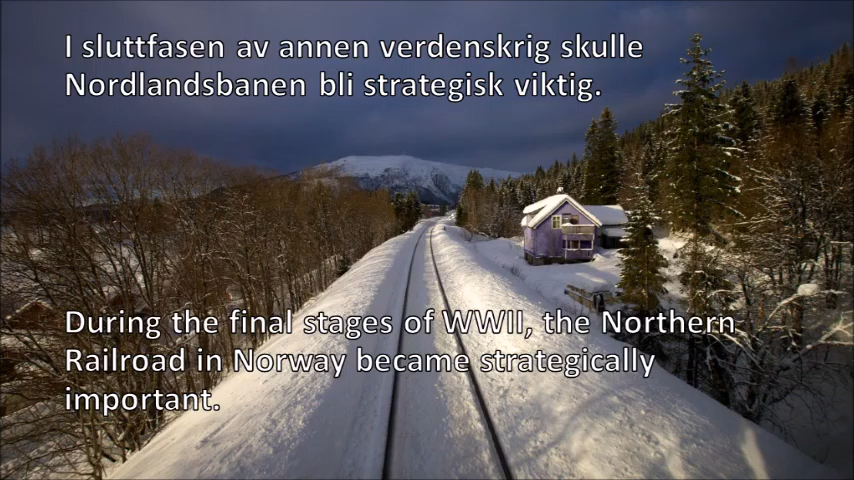 I sluttfasen av annen verdenskrig skulle
Nordlandsbanen bli strategisk viktig.
During the final stages of WWII, the Northern
Railroad in Norway became strategically
important.